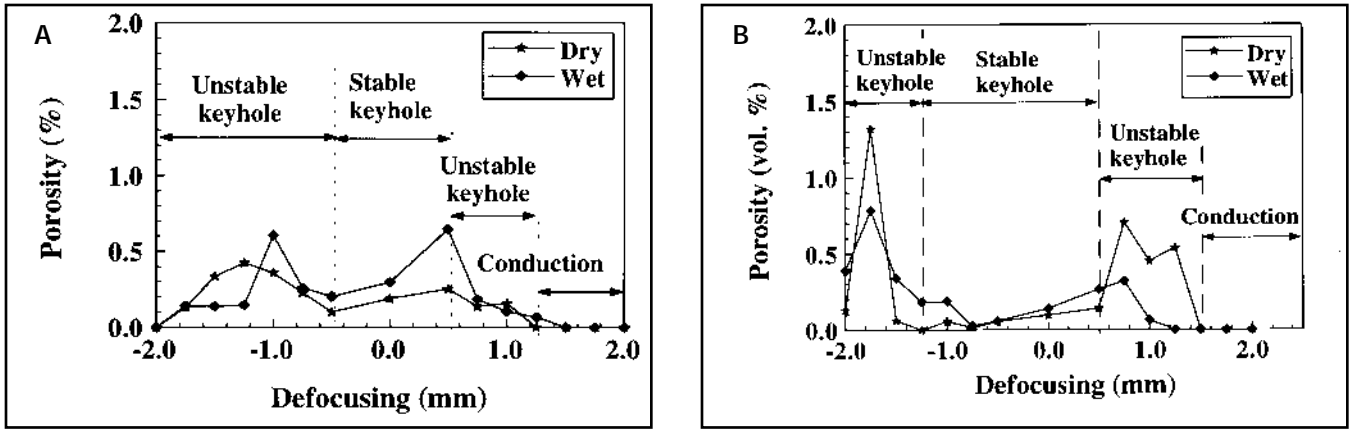 A
2.0
Dry
Wet
Unstable
keyhole
Stable
keyhole
1.5
1.0
Unstable
keyhole
0.5
Conduction
0.0
-2.0 -1.0 0.0 1.0 2.0
Porosity (%)
Defocusing (mm)
B
2.0
Dry
Wet
Unstable
keyhole
Stable
keyhole
1.5
Unstable
keyhole
1.0
Conduction
0.5
0.0
-2.0 -1.0 0.0 1.0 2.0
Porosity (vol. %)
Defocusing (mm)